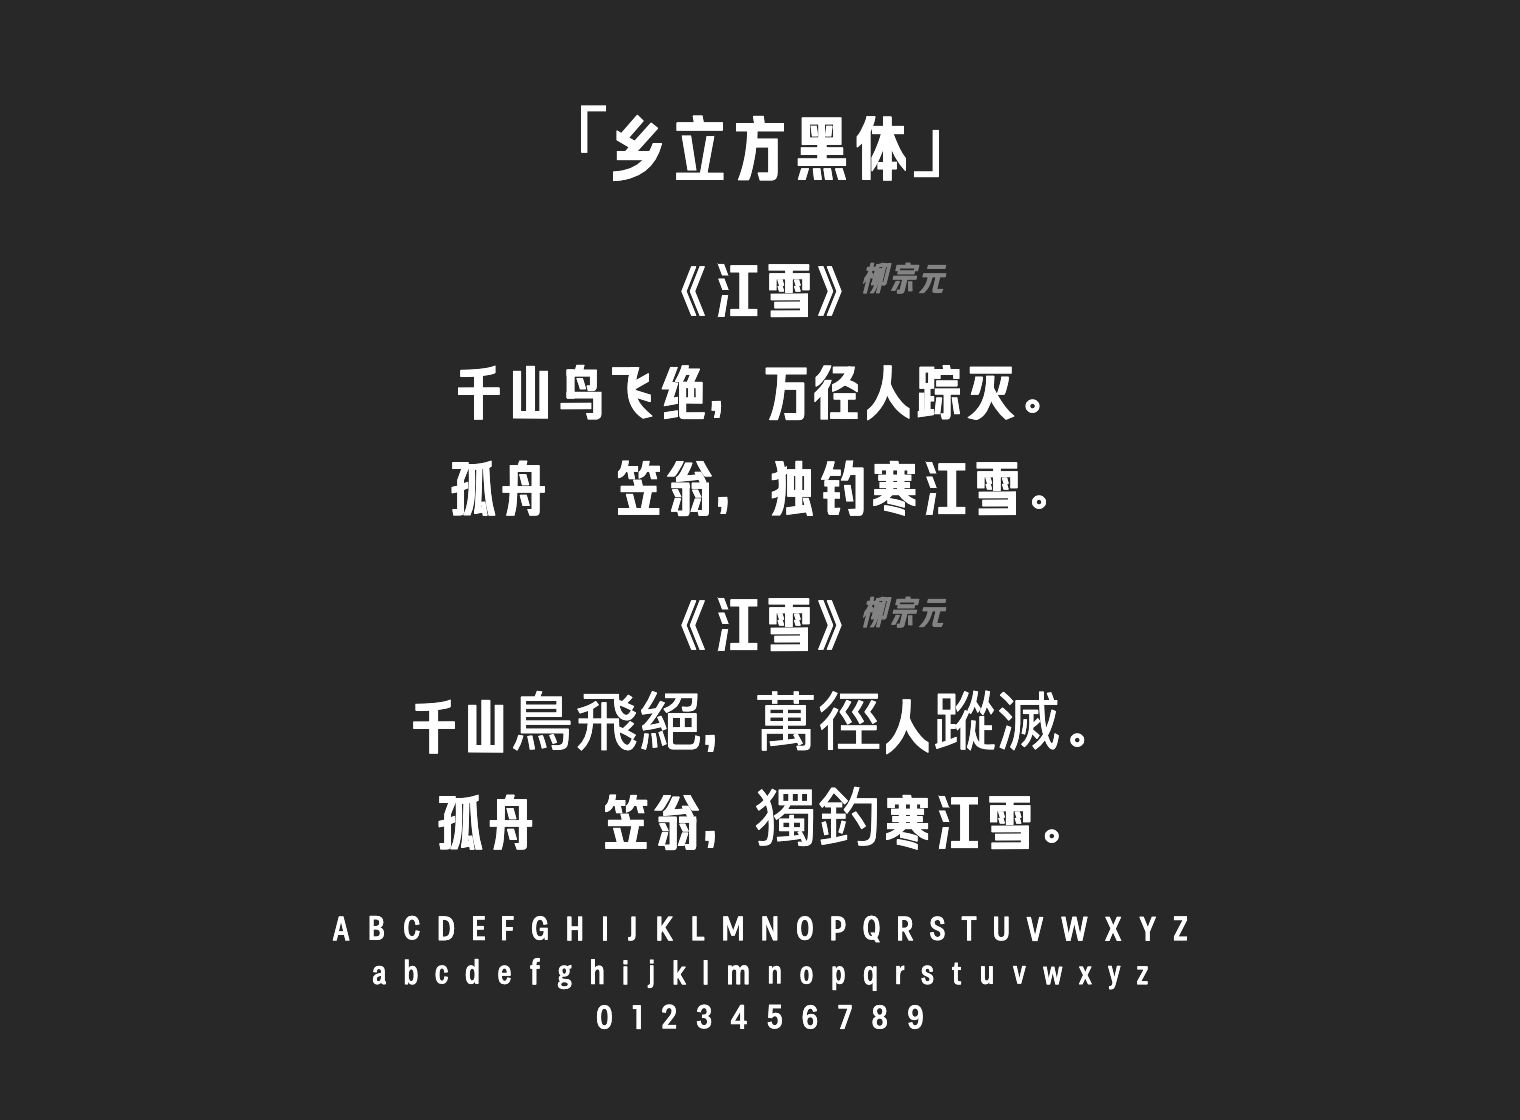 「乡立方黑体」
《江雪》柳宗元
千山鸟飞绝，万径人踪灭。
孤舟　笠翁，独钓寒江雪。
《江雪》柳宗元
千山鳥飛絕，萬徑人蹤滅。
孤舟　笠翁，獨釣寒江雪。
A B C D E F G H I J K L M N O P Q R S T U V W X Y Z
a b c d e f g h i j k l m n o p q r s t u v w x y z
0 1 2 3 4 5 6 7 8 9